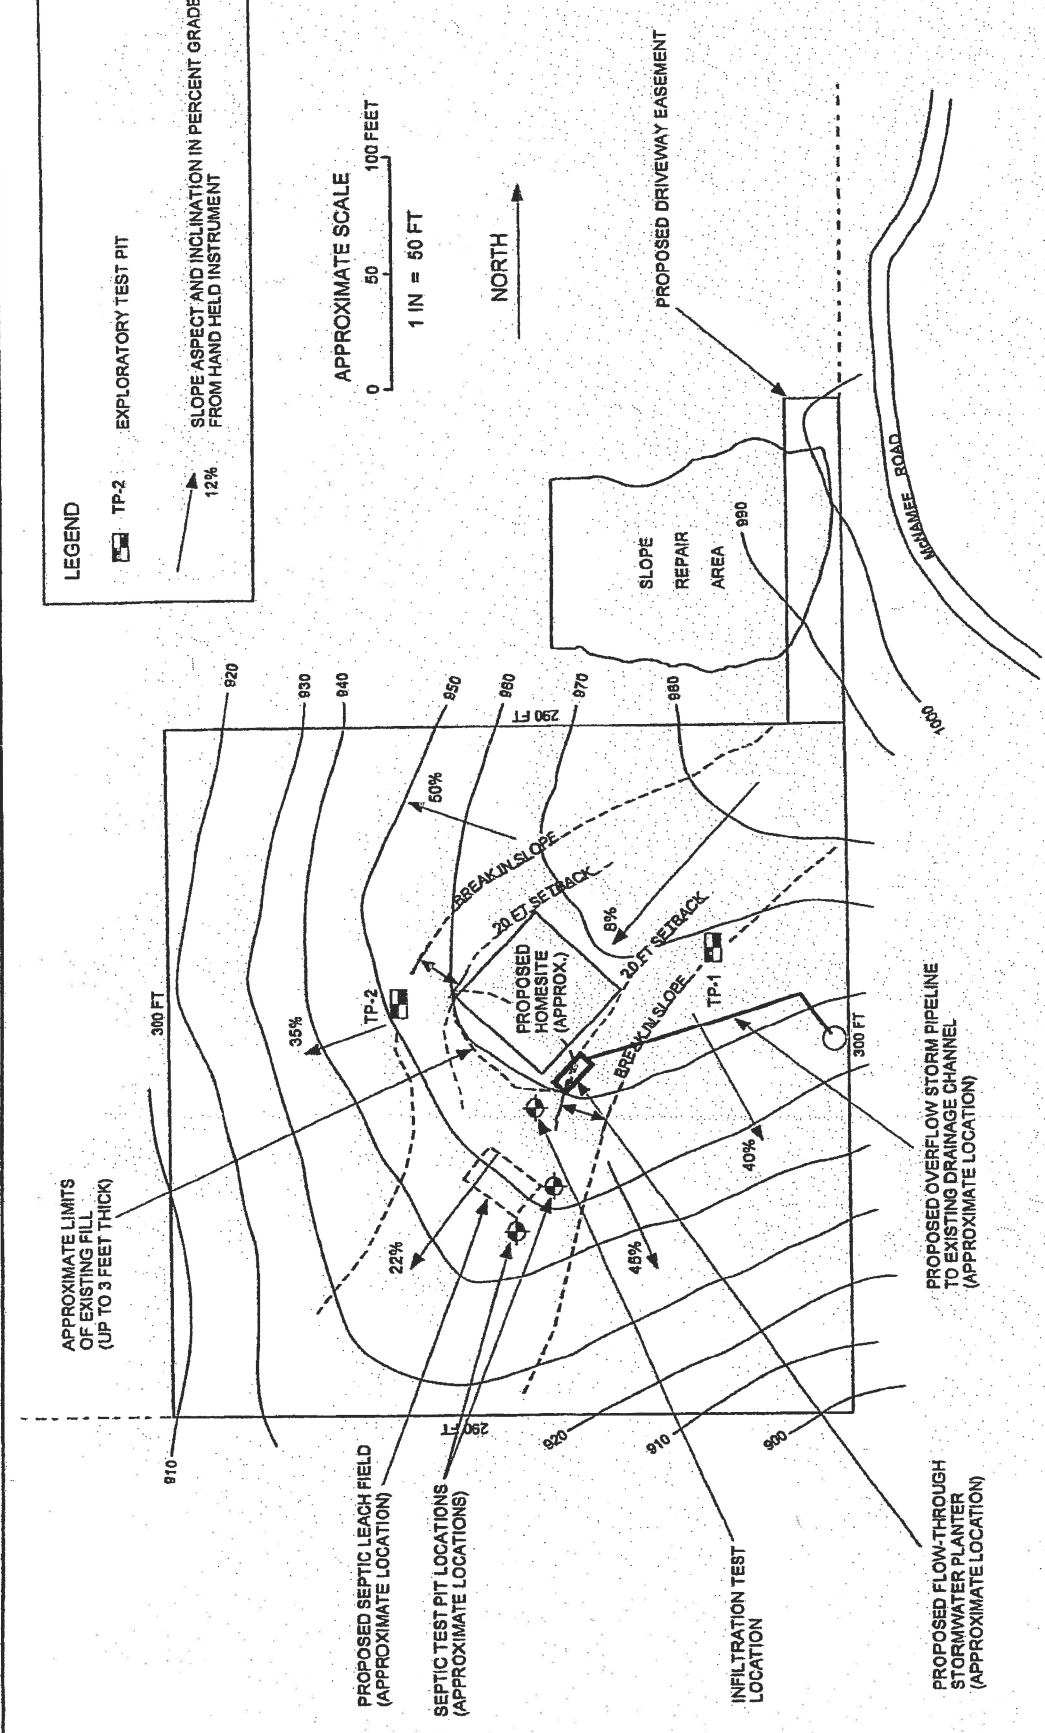 LEGEND
TP-2 EXPLORATORY TEST PIT
12% SLOPE ASPECT AND INCLINATION IN PERCENT GRADE
FROM HAND HELD INSTRUMENT
APPROXIMATE SCALE
0 50 100 FEET
1 IN = 50 FT
NORTH
PROPOSED DRIVEWAY EASEMENT
SLOPE
REPAIR
AREA
990
1000
MCNAMEE ROAD
920
930
940
950
960
970
980
290 FT
300 FT
50%
BREAK IN SLOPE
20 FT SETBACK
8%
20 FT SETBACK
PROPOSED
HOMESITE
(APPROX.)
TP-2
35%
TP-1
BREAK IN SLOPE
300 FT
40%
45%
22%
APPROXIMATE LIMITS
OF EXISTING FILL
(UP TO 3 FEET THICK)
PROPOSED OVERFLOW STORM PIPELINE
TO EXISTING DRAINAGE CHANNEL
(APPROXIMATE LOCATION)
910
290 FT
920
910
900
PROPOSED SEPTIC LEACH FIELD
(APPROXIMATE LOCATION)
SEPTIC TEST PIT LOCATIONS
(APPROXIMATE LOCATIONS)
INFILTRATION TEST
LOCATION
PROPOSED FLOW-THROUGH
STORMWATER PLANTER
(APPROXIMATE LOCATION)